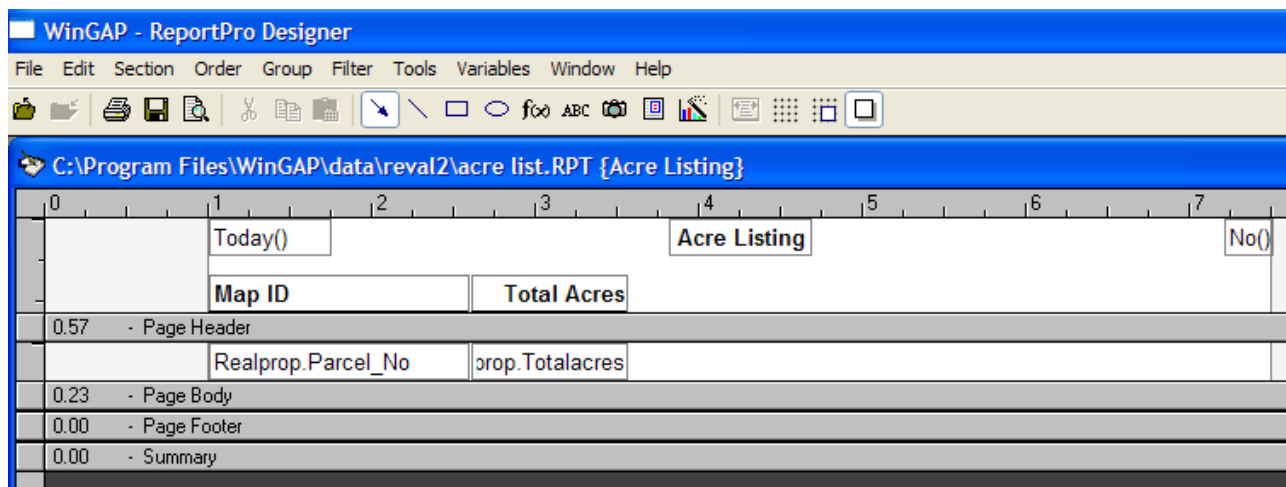 WinGAP - ReportPro Designer
File Edit Section Order Group Filter Tools Variables Window Help
f(x) ABC
C:\Program Files\WinGAP\data\reval2\acre list.RPT {Acre Listing}
0 1 2 3 4 5 6 7
Today() Acre Listing No()
Map ID Total Acres
0.57 - Page Header
Realprop.Parcel_No prop.Totalacres
0.23 - Page Body
0.00 - Page Footer
0.00 - Summary